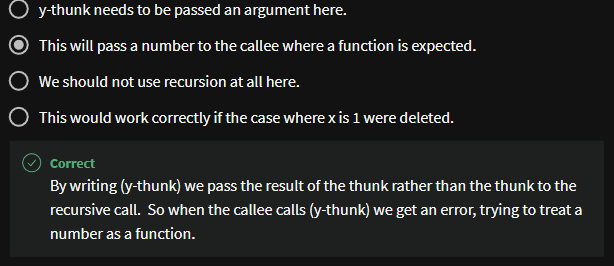 y-thunk needs to be passed an argument here.
This will pass a number to the callee where a function is expected.
We should not use recursion at all here.
This would work correctly if the case where x is 1 were deleted.
Correct
By writing (y-thunk) we pass the result of the thunk rather than the thunk to the
recursive call.  So when the callee calls (y-thunk) we get an error, trying to treat a
number as a function.